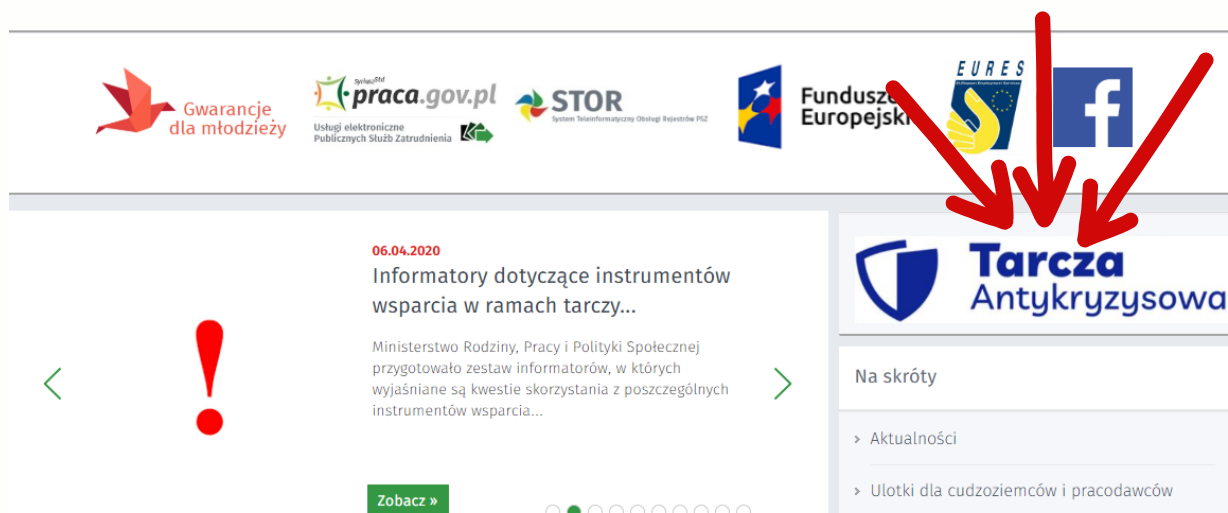 Gwarancje
dla młodzieży
SyriuszStd
praca.gov.pl
Usługi elektroniczne
Publicznych Służb Zatrudnienia
STOR
System Teleinformatyczny Obsługi Rejestrów PSZ
Fundusze
Europejski
EURES
f
06.04.2020
Informatory dotyczące instrumentów
wsparcia w ramach tarczy...
Ministerstwo Rodziny, Pracy i Polityki Społecznej
przygotowało zestaw informatorów, w których
wyjaśniane są kwestie skorzystania z poszczególnych
instrumentów wsparcia...
Zobacz »
Tarcza
Antykryzysowa
Na skróty
› Aktualności
› Ulotki dla cudzoziemców i pracodawców